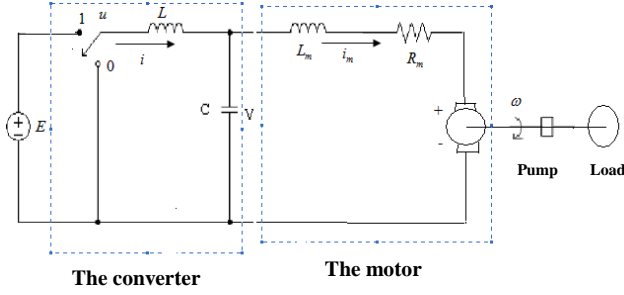 1
u
L
0
i
L_m
i_m
R_m
E
+
-
C
V
+
-
ω
Pump
Load
The converter
The motor